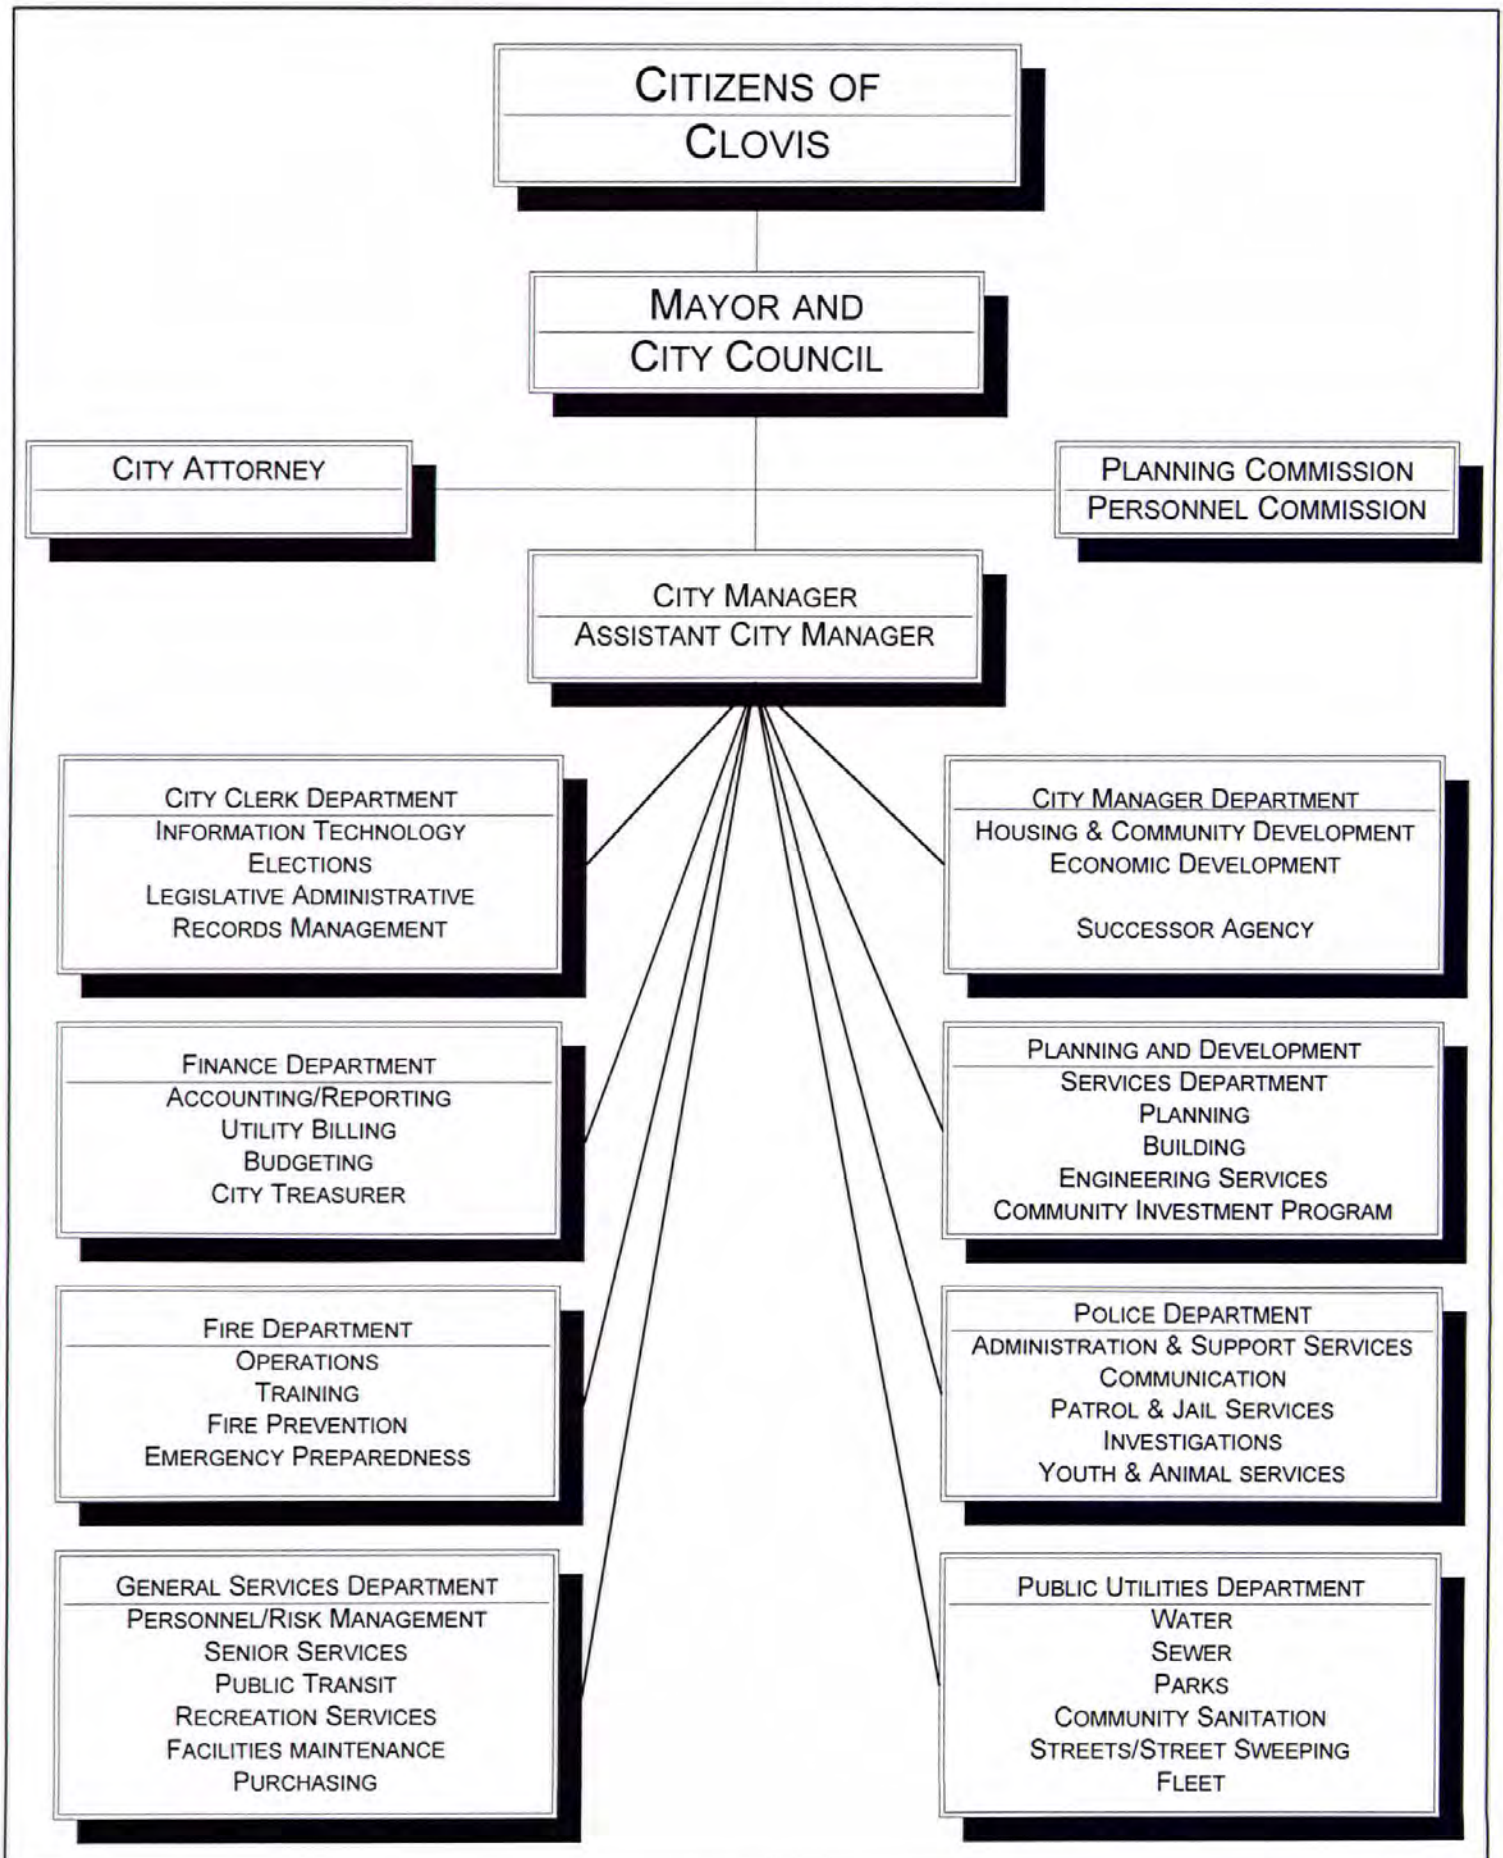 CITIZENS OF
CLOVIS
MAYOR AND
CITY COUNCIL
CITY ATTORNEY
PLANNING COMMISSION
PERSONNEL COMMISSION
CITY MANAGER
ASSISTANT CITY MANAGER
CITY CLERK DEPARTMENT
INFORMATION TECHNOLOGY
ELECTIONS
LEGISLATIVE ADMINISTRATIVE
RECORDS MANAGEMENT
CITY MANAGER DEPARTMENT
HOUSING & COMMUNITY DEVELOPMENT
ECONOMIC DEVELOPMENT
SUCCESSOR AGENCY
FINANCE DEPARTMENT
ACCOUNTING/REPORTING
UTILITY BILLING
BUDGETING
CITY TREASURER
PLANNING AND DEVELOPMENT
SERVICES DEPARTMENT
PLANNING
BUILDING
ENGINEERING SERVICES
COMMUNITY INVESTMENT PROGRAM
FIRE DEPARTMENT
OPERATIONS
TRAINING
FIRE PREVENTION
EMERGENCY PREPAREDNESS
POLICE DEPARTMENT
ADMINISTRATION & SUPPORT SERVICES
COMMUNICATION
PATROL & JAIL SERVICES
INVESTIGATIONS
YOUTH & ANIMAL SERVICES
GENERAL SERVICES DEPARTMENT
PERSONNEL/RISK MANAGEMENT
SENIOR SERVICES
PUBLIC TRANSIT
RECREATION SERVICES
FACILITIES MAINTENANCE
PURCHASING
PUBLIC UTILITIES DEPARTMENT
WATER
SEWER
PARKS
COMMUNITY SANITATION
STREETS/STREET SWEEPING
FLEET